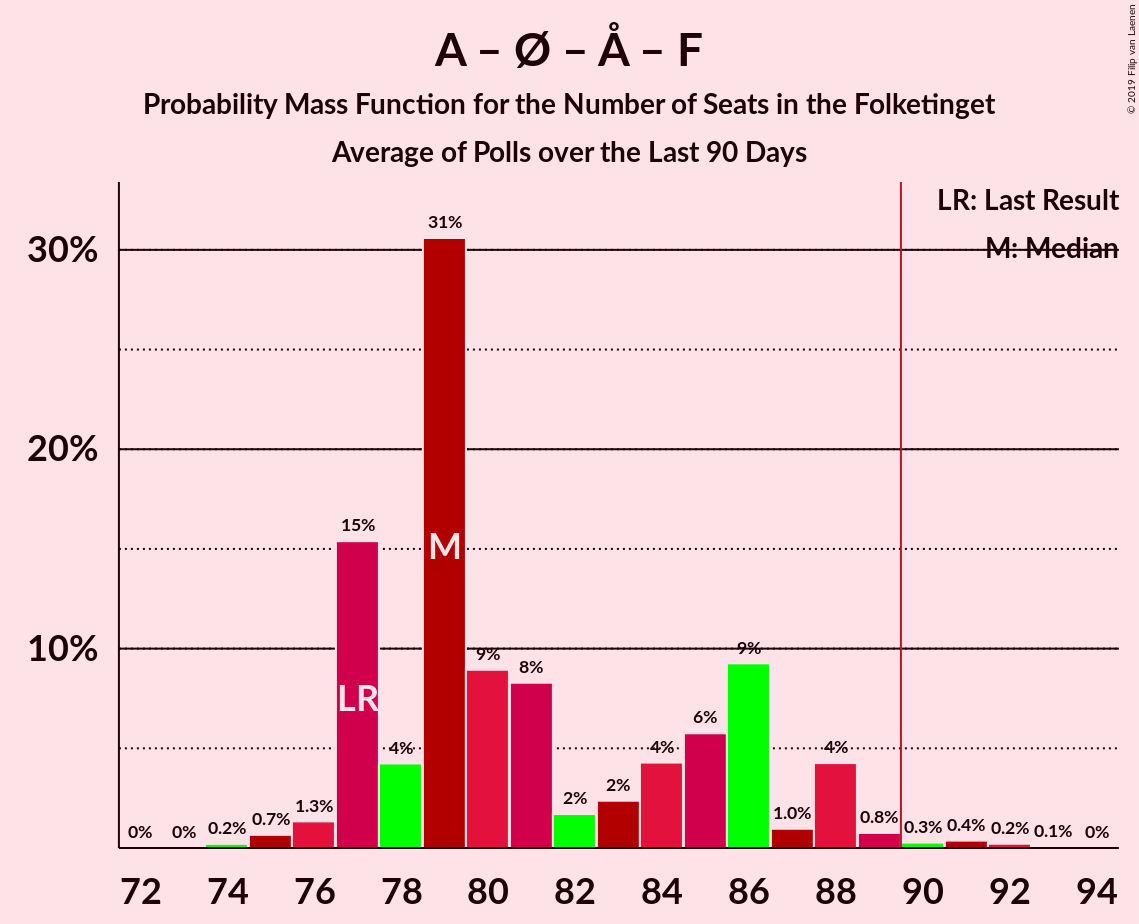 A – Ø – Å – F
Probability Mass Function for the Number of Seats in the Folketinget
Average of Polls over the Last 90 Days
© 2019 Filip van Laenen
LR: Last Result
M: Median
30%
20%
10%
0%
0%
0.2%
0.7%
1.3%
15%
4%
31%
9%
8%
2%
2%
4%
6%
9%
1.0%
4%
0.8%
0.3%
0.4%
0.2%
0.1%
0%
LR
M
72 74 76 78 80 82 84 86 88 90 92 94